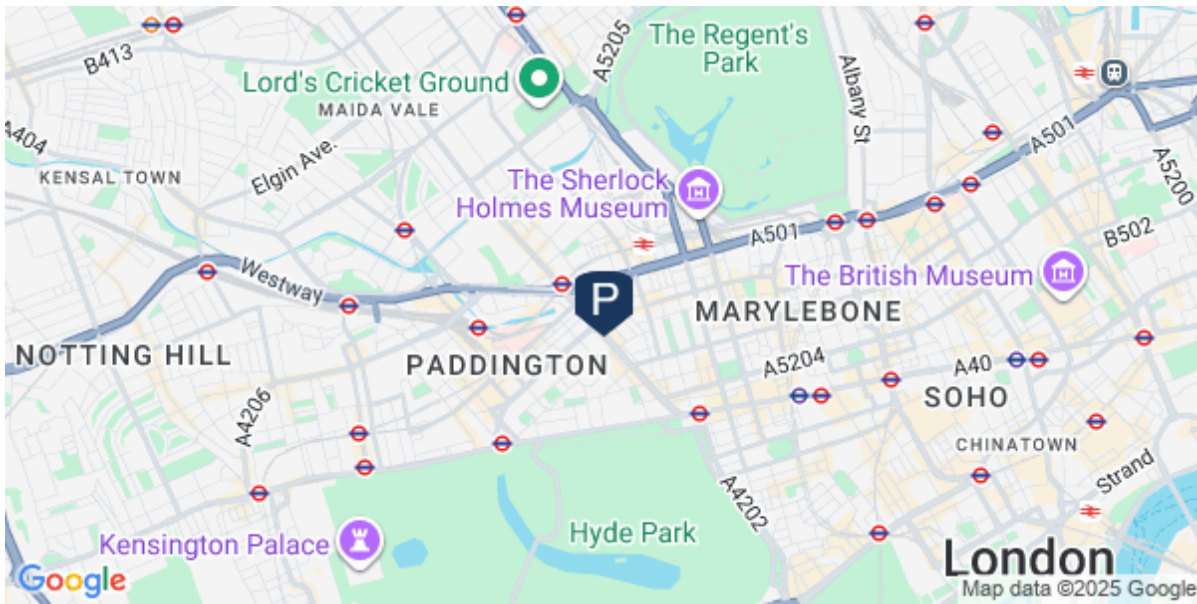 B413
A5205
The Regent's
Park
Albany St
Lord's Cricket Ground
MAIDA VALE
A404
Elgin Ave.
KENSAL TOWN
A501
A5200
The Sherlock
Holmes Museum
A501
B502
Westway
The British Museum
P
MARYLEBONE
NOTTING HILL
PADDINGTON
A5204
A40
SOHO
A4206
CHINATOWN
Strand
A4202
Hyde Park
Kensington Palace
London
Google
Map data ©2025 Google